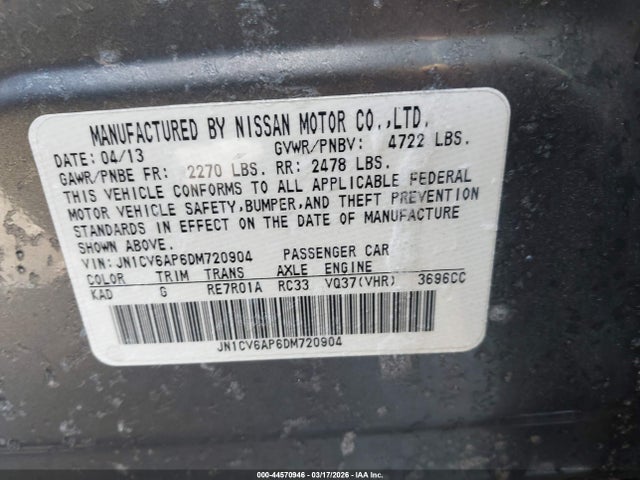 MANUFACTURED BY NISSAN MOTOR CO.,LTD.
DATE: 04/13 GVWR/PNBV: 4722 LBS.
GAWR/PNBE FR: 2270 LBS. RR: 2478 LBS.
THIS VEHICLE CONFORMS TO ALL APPLICABLE FEDERAL
MOTOR VEHICLE SAFETY,BUMPER,AND THEFT PREVENTION
STANDARDS IN EFFECT ON THE DATE OF MANUFACTURE
SHOWN ABOVE.
VIN: JN1CV6AP6DM720904 PASSENGER CAR
COLOR TRIM TRANS AXLE ENGINE
KAD G RE7R01A RC33 VQ37(VHR) 3696CC
JN1CV6AP6DM720904
000-44570946 - 03/17/2026 - IAA Inc.